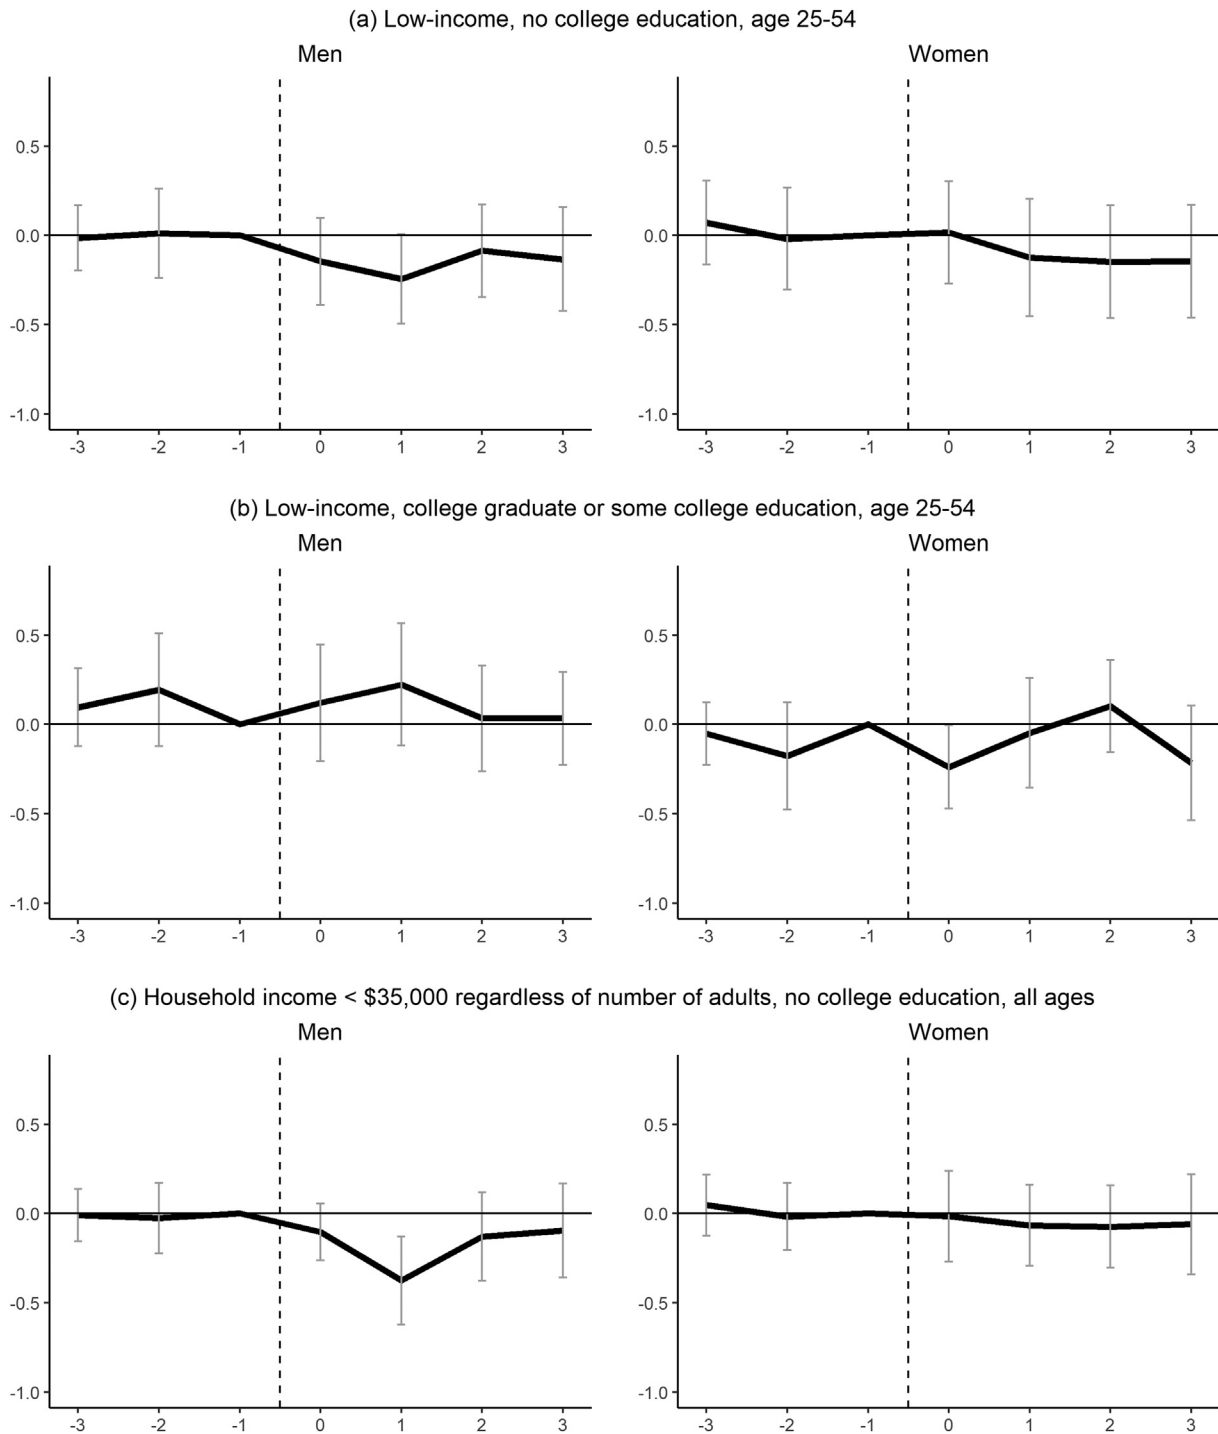 (a) Low-income, no college education, age 25-54
Men
Women
0.5
0.0
-0.5
-1.0
-3 -2 -1 0 1 2 3
0.5
0.0
-0.5
-1.0
-3 -2 -1 0 1 2 3
(b) Low-income, college graduate or some college education, age 25-54
Men
Women
0.5
0.0
-0.5
-1.0
-3 -2 -1 0 1 2 3
0.5
0.0
-0.5
-1.0
-3 -2 -1 0 1 2 3
(c) Household income < $35,000 regardless of number of adults, no college education, all ages
Men
Women
0.5
0.0
-0.5
-1.0
-3 -2 -1 0 1 2 3
0.5
0.0
-0.5
-1.0
-3 -2 -1 0 1 2 3